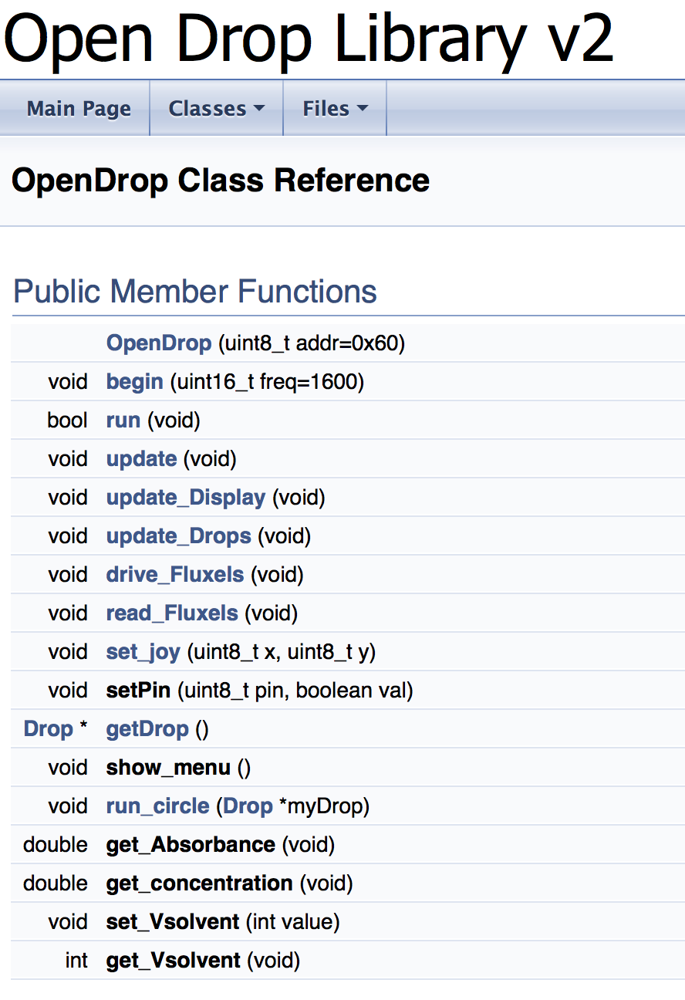 Open Drop Library v2
Main Page Classes Files
OpenDrop Class Reference
Public Member Functions
OpenDrop (uint8_t addr=0x60)
void begin (uint16_t freq=1600)
bool run (void)
void update (void)
void update_Display (void)
void update_Drops (void)
void drive_Fluxels (void)
void read_Fluxels (void)
void set_joy (uint8_t x, uint8_t y)
void setPin (uint8_t pin, boolean val)
Drop * getDrop ()
void show_menu ()
void run_circle (Drop *myDrop)
double get_Absorbance (void)
double get_concentration (void)
void set_Vsolvent (int value)
int get_Vsolvent (void)